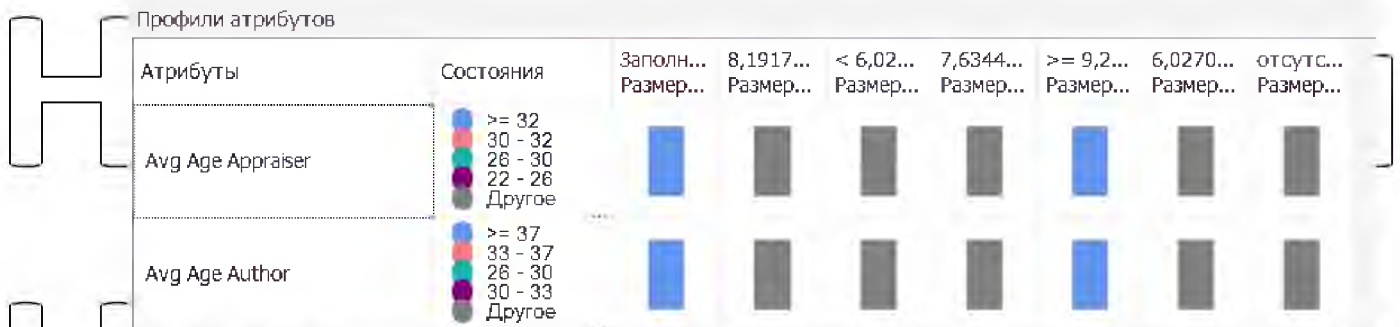 Профили атрибутов
Атрибуты Состояния Заполн... 8,1917... < 6,02... 7,6344... >= 9,2... 6,0270... отсутс...
Размер... Размер... Размер... Размер... Размер... Размер... Размер...
Avg Age Appraiser
>= 32
30 - 32
26 - 30
22 - 26
Другое
Avg Age Author
>= 37
33 - 37
26 - 30
30 - 33
Другое